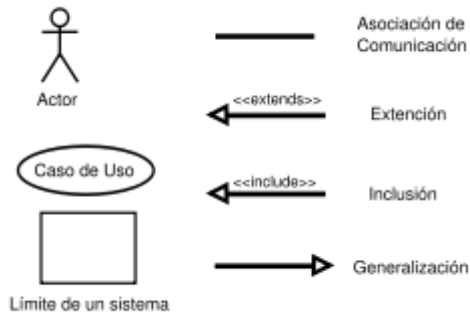 Asociación de
Comunicación
Actor
<<extends>>
Extención
Caso de Uso
<<include>>
Inclusión
Generalización
Límite de un sistema